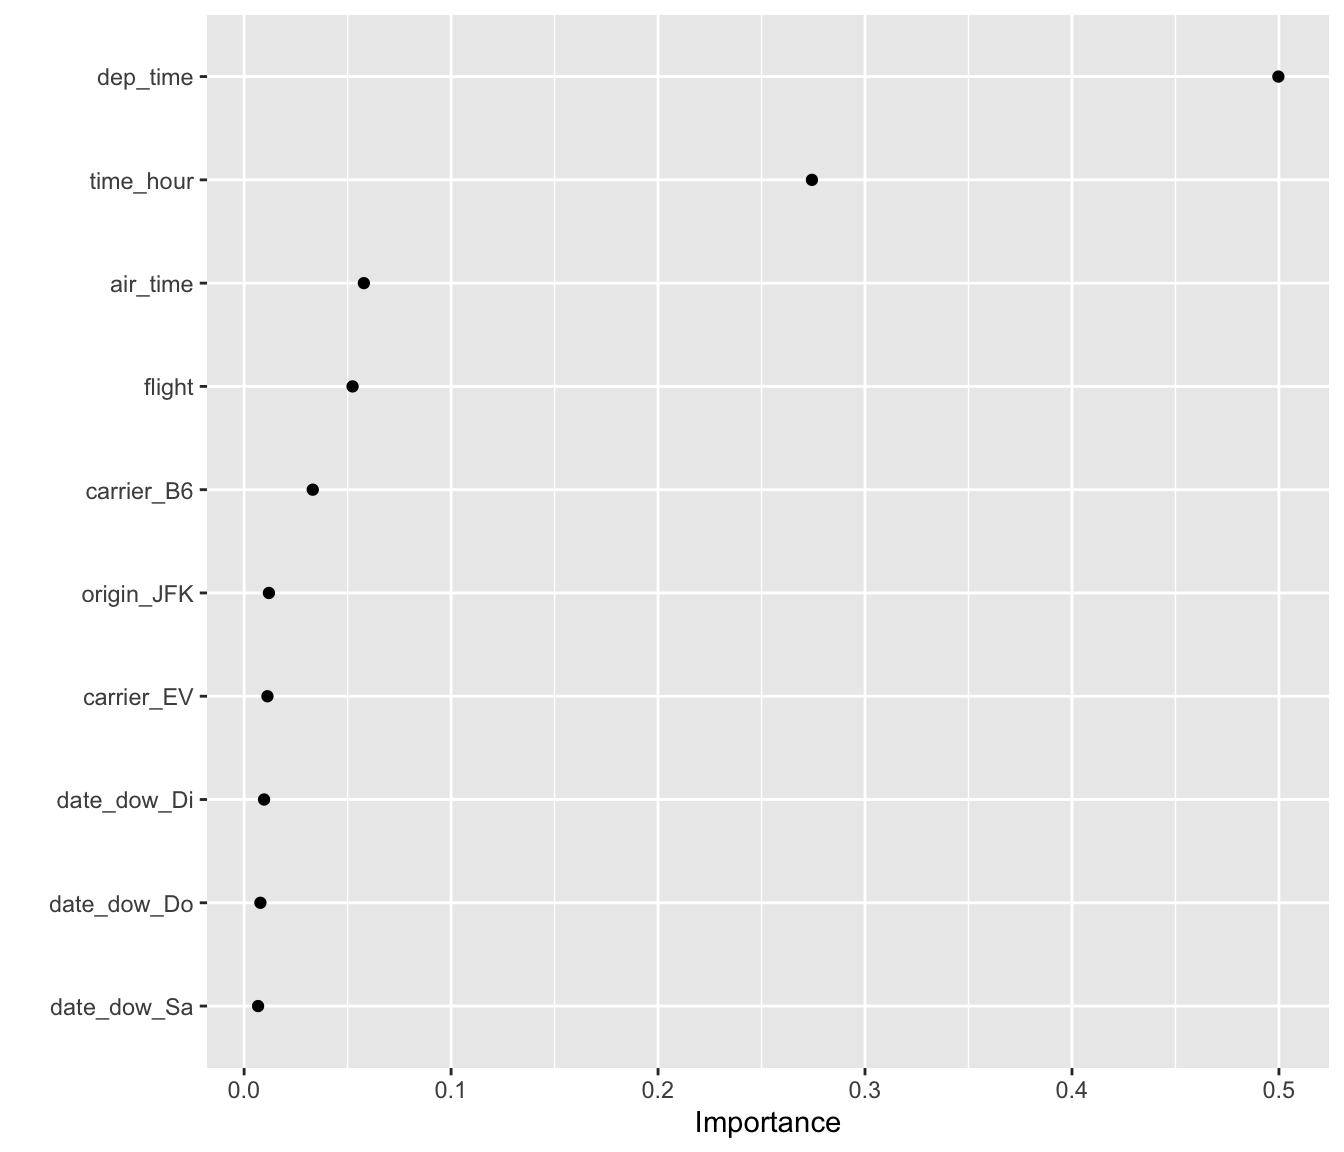 dep_time
time_hour
air_time
flight
carrier_B6
origin_JFK
carrier_EV
date_dow_Di
date_dow_Do
date_dow_Sa
0.0 0.1 0.2 0.3 0.4 0.5
Importance